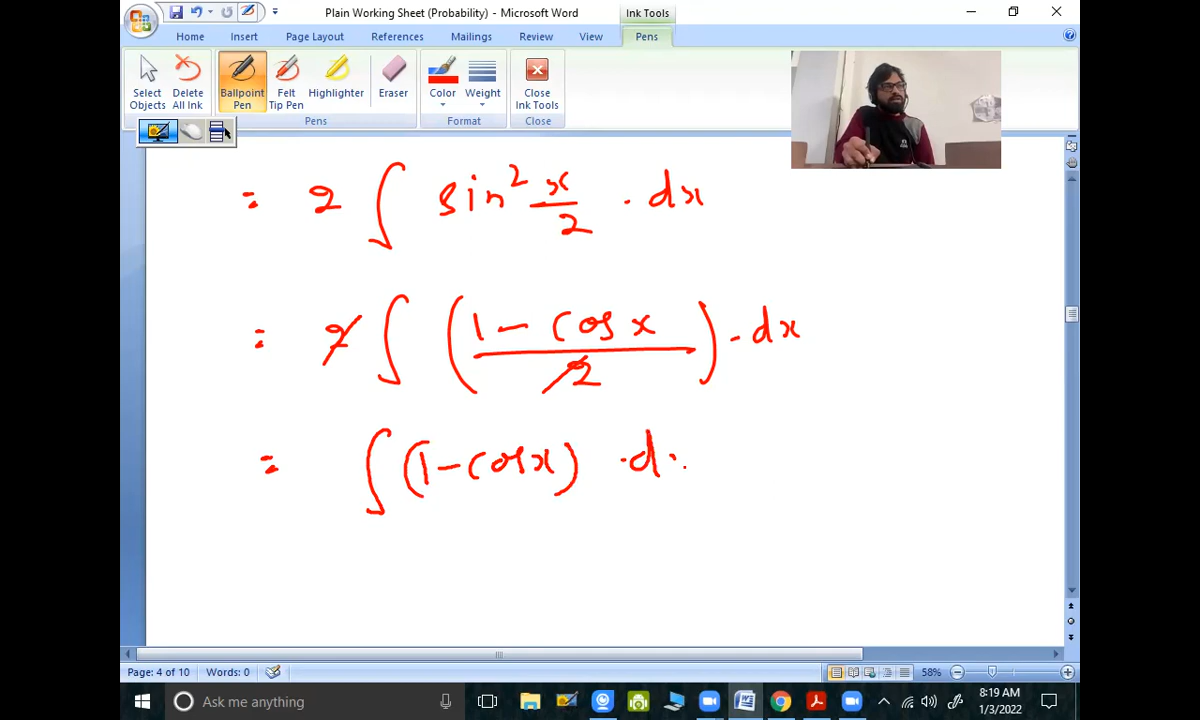 Plain Working Sheet (Probability) - Microsoft Word
Ink Tools
Home Insert Page Layout References Mailings Review View Pens
Select Objects
Delete All Ink
Ballpoint Pen
Felt Tip Pen
Highlighter
Eraser
Color
Weight
Close Ink Tools
Pens Format Close
= 2 ∫ sin² x/2 . dx
= 2 ∫ ( (1 - cos x)/2 ) . dx
= ∫ (1 - cos x) . d
Page: 4 of 10 Words: 0 58%
Ask me anything
8:19 AM
1/3/2022